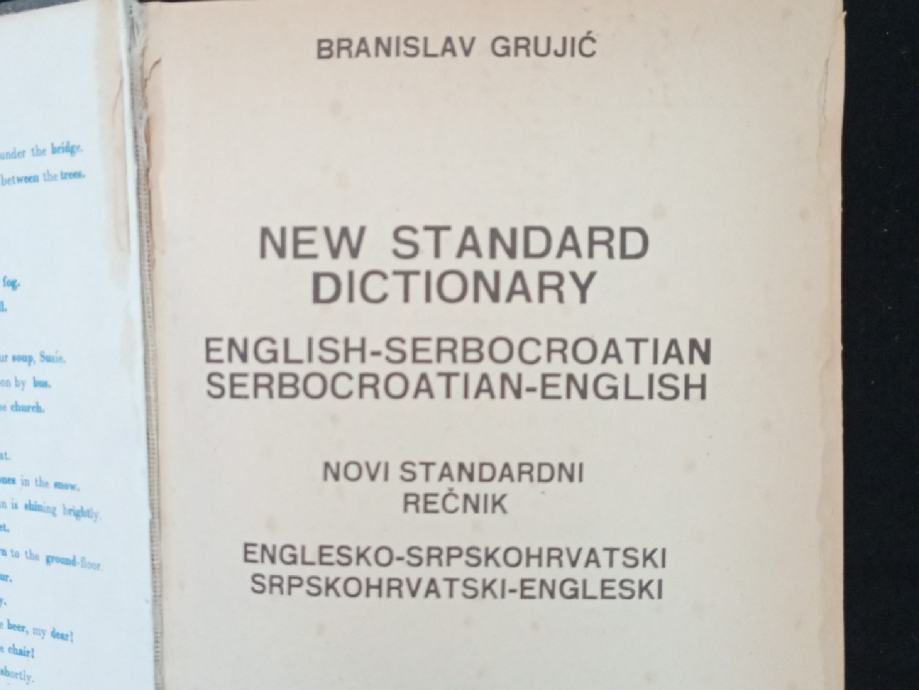 under the bridge.
between the trees.
fog.
soup, Susie.
on by bus.
church.
in the snow.
is shining brightly.
to the ground-floor.
beer, my dear!
chair!
shortly.
BRANISLAV GRUJIĆ
NEW STANDARD
DICTIONARY
ENGLISH-SERBOCROATIAN
SERBOCROATIAN-ENGLISH
NOVI STANDARDNI
REČNIK
ENGLESKO-SRPSKOHRVATSKI
SRPSKOHRVATSKI-ENGLESKI